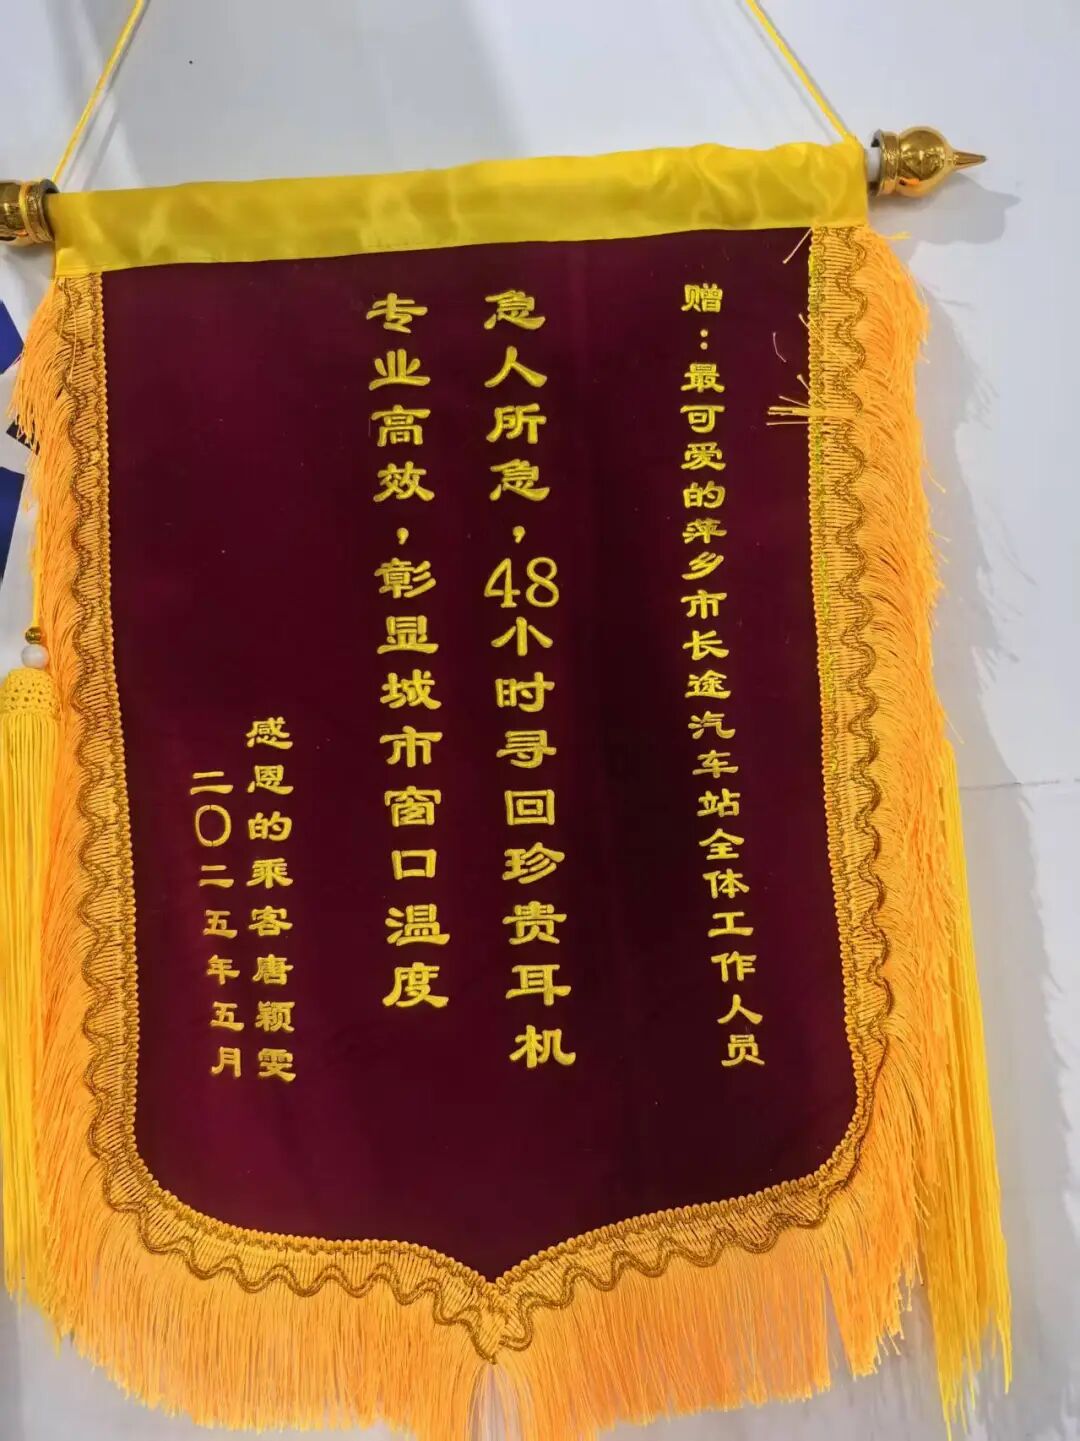 赠：最可爱的萍乡市长途汽车站全体工作人员
急人所急，48小时寻回珍贵耳机
专业高效，彰显城市窗口温度
感恩的乘客唐颖雯
二〇二五年五月